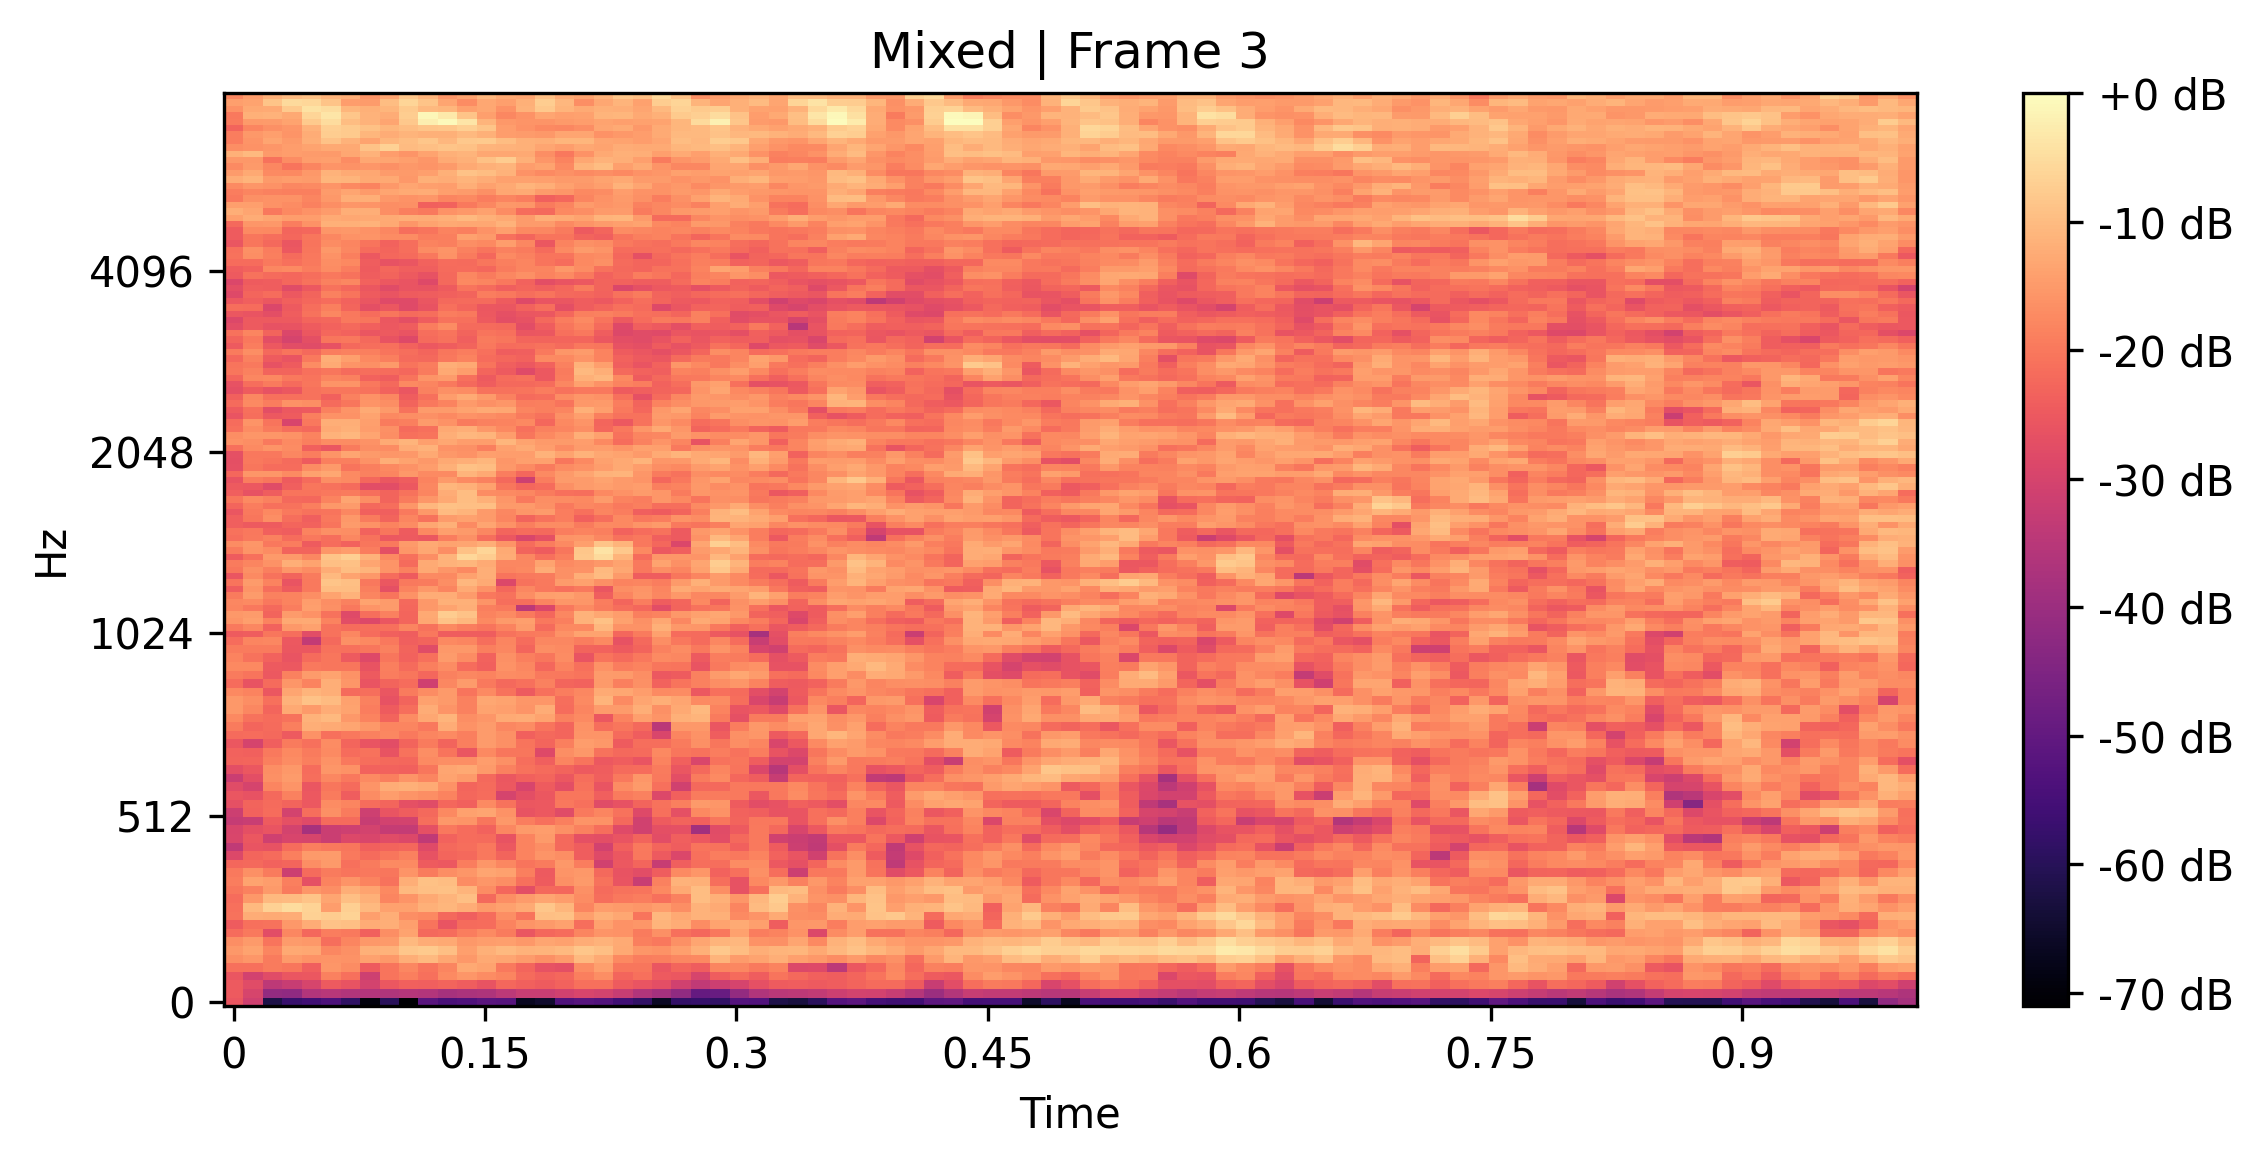 Mixed | Frame 3
+0 dB
-10 dB
-20 dB
-30 dB
-40 dB
-50 dB
-60 dB
-70 dB
Hz
4096
2048
1024
512
0
0 0.15 0.3 0.45 0.6 0.75 0.9
Time